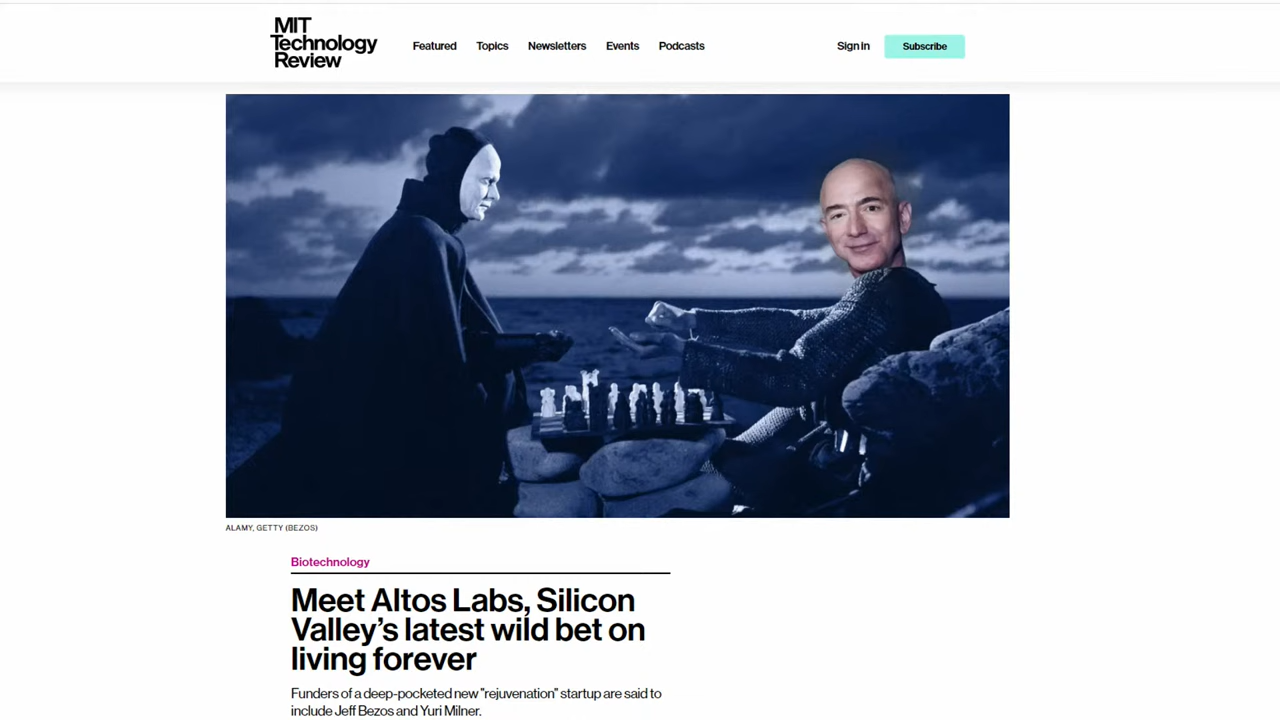 MIT
Technology
Review
Featured
Topics
Newsletters
Events
Podcasts
Sign in
Subscribe
ALAMY, GETTY (BEZOS)
Biotechnology
Meet Altos Labs, Silicon
Valley’s latest wild bet on
living forever
Funders of a deep-pocketed new "rejuvenation" startup are said to
include Jeff Bezos and Yuri Milner.